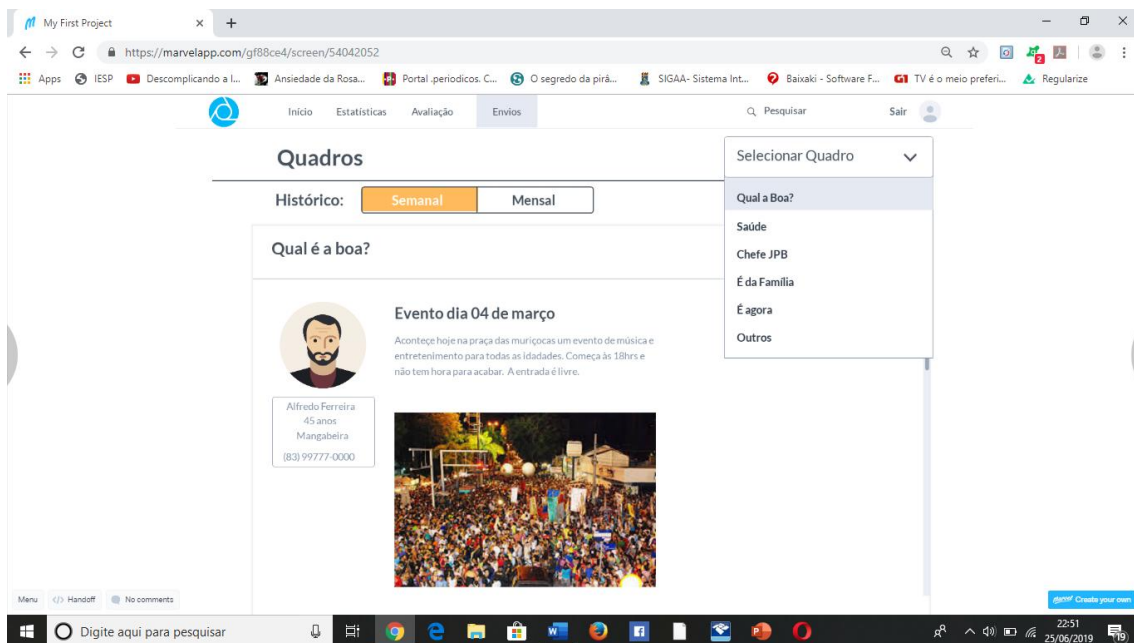 My First Project
https://marvelapp.com/gf88ce4/screen/54042052
Apps IESP Descomplicando a l... Ansiedade da Rosa... Portal .periodicos. C... O segredo da pirâ... SIGAA- Sistema Int... Baixaki - Software F... G1 TV é o meio preferi... Regularize
Início Estatísticas Avaliação Envios Pesquisar Sair
Quadros
Selecionar Quadro
Histórico: Semanal Mensal
Qual a Boa?
Saúde
Chefe JPB
É da Família
É agora
Outros
Qual é a boa?
Evento dia 04 de março
Aconteçe hoje na praça das muriçocas um evento de música e
entretenimento para todas as idadades. Começa às 18hrs e
não tem hora para acabar. A entrada é livre.
Alfredo Ferreira
45 anos
Mangabeira
(83) 99777-0000
Menu </> Handoff No comments
marvel Create your own
Digite aqui para pesquisar
22:51
25/06/2019
19
2